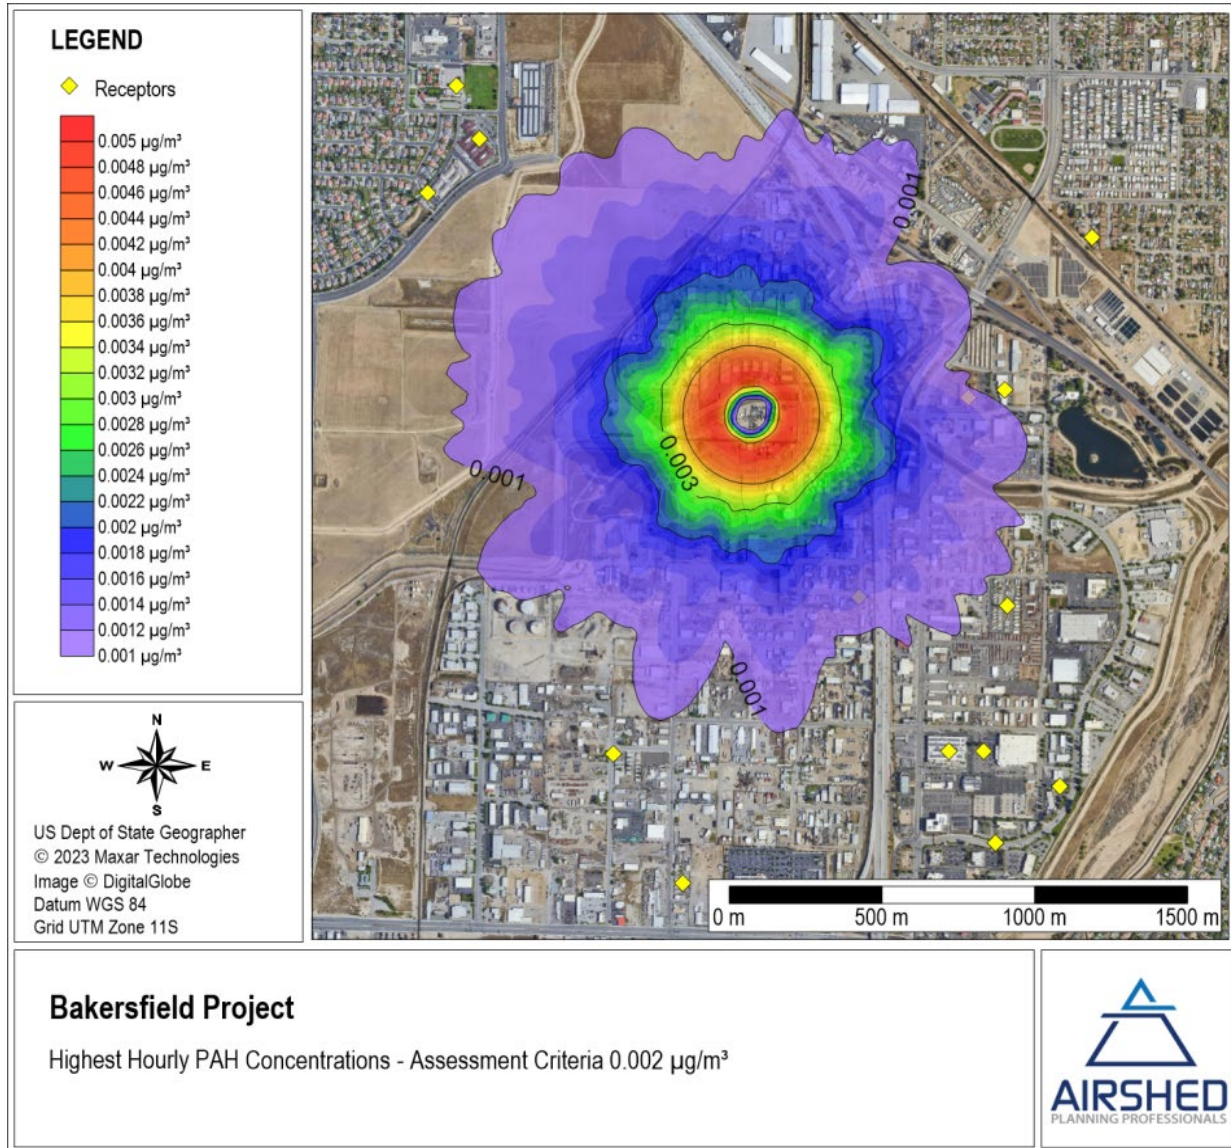 LEGEND
Receptors
0.005 µg/m³
0.0048 µg/m³
0.0046 µg/m³
0.0044 µg/m³
0.0042 µg/m³
0.004 µg/m³
0.0038 µg/m³
0.0036 µg/m³
0.0034 µg/m³
0.0032 µg/m³
0.003 µg/m³
0.0028 µg/m³
0.0026 µg/m³
0.0024 µg/m³
0.0022 µg/m³
0.002 µg/m³
0.0018 µg/m³
0.0016 µg/m³
0.0014 µg/m³
0.0012 µg/m³
0.001 µg/m³
N
W E
S
US Dept of State Geographer
© 2023 Maxar Technologies
Image © DigitalGlobe
Datum WGS 84
Grid UTM Zone 11S
0.001
0.003
0.001
0.001
0 m 500 m 1000 m 1500 m
Bakersfield Project
Highest Hourly PAH Concentrations - Assessment Criteria 0.002 µg/m³
AIRSHED
PLANNING PROFESSIONALS